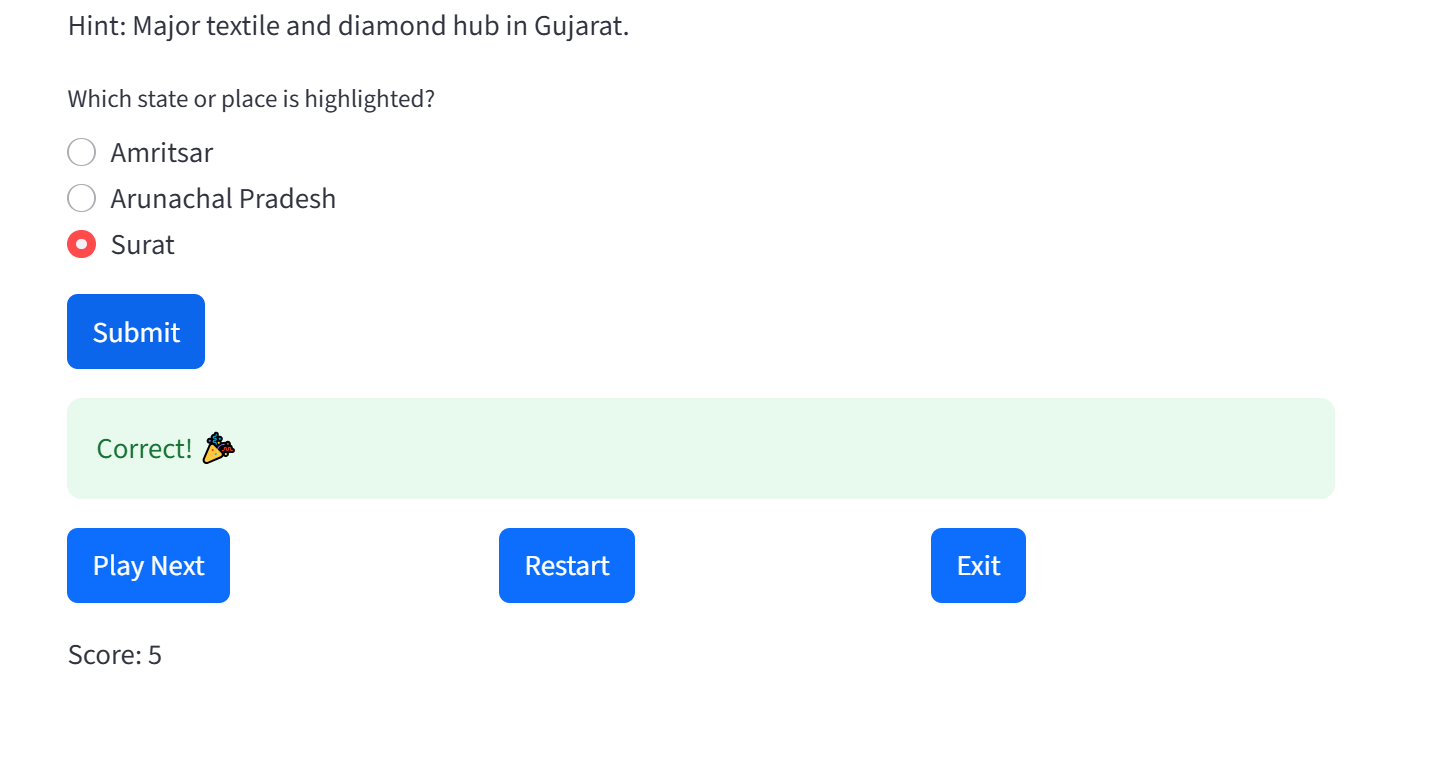 Hint: Major textile and diamond hub in Gujarat.
Which state or place is highlighted?
Amritsar
Arunachal Pradesh
Surat
Submit
Correct! 🎉
Play Next Restart Exit
Score: 5